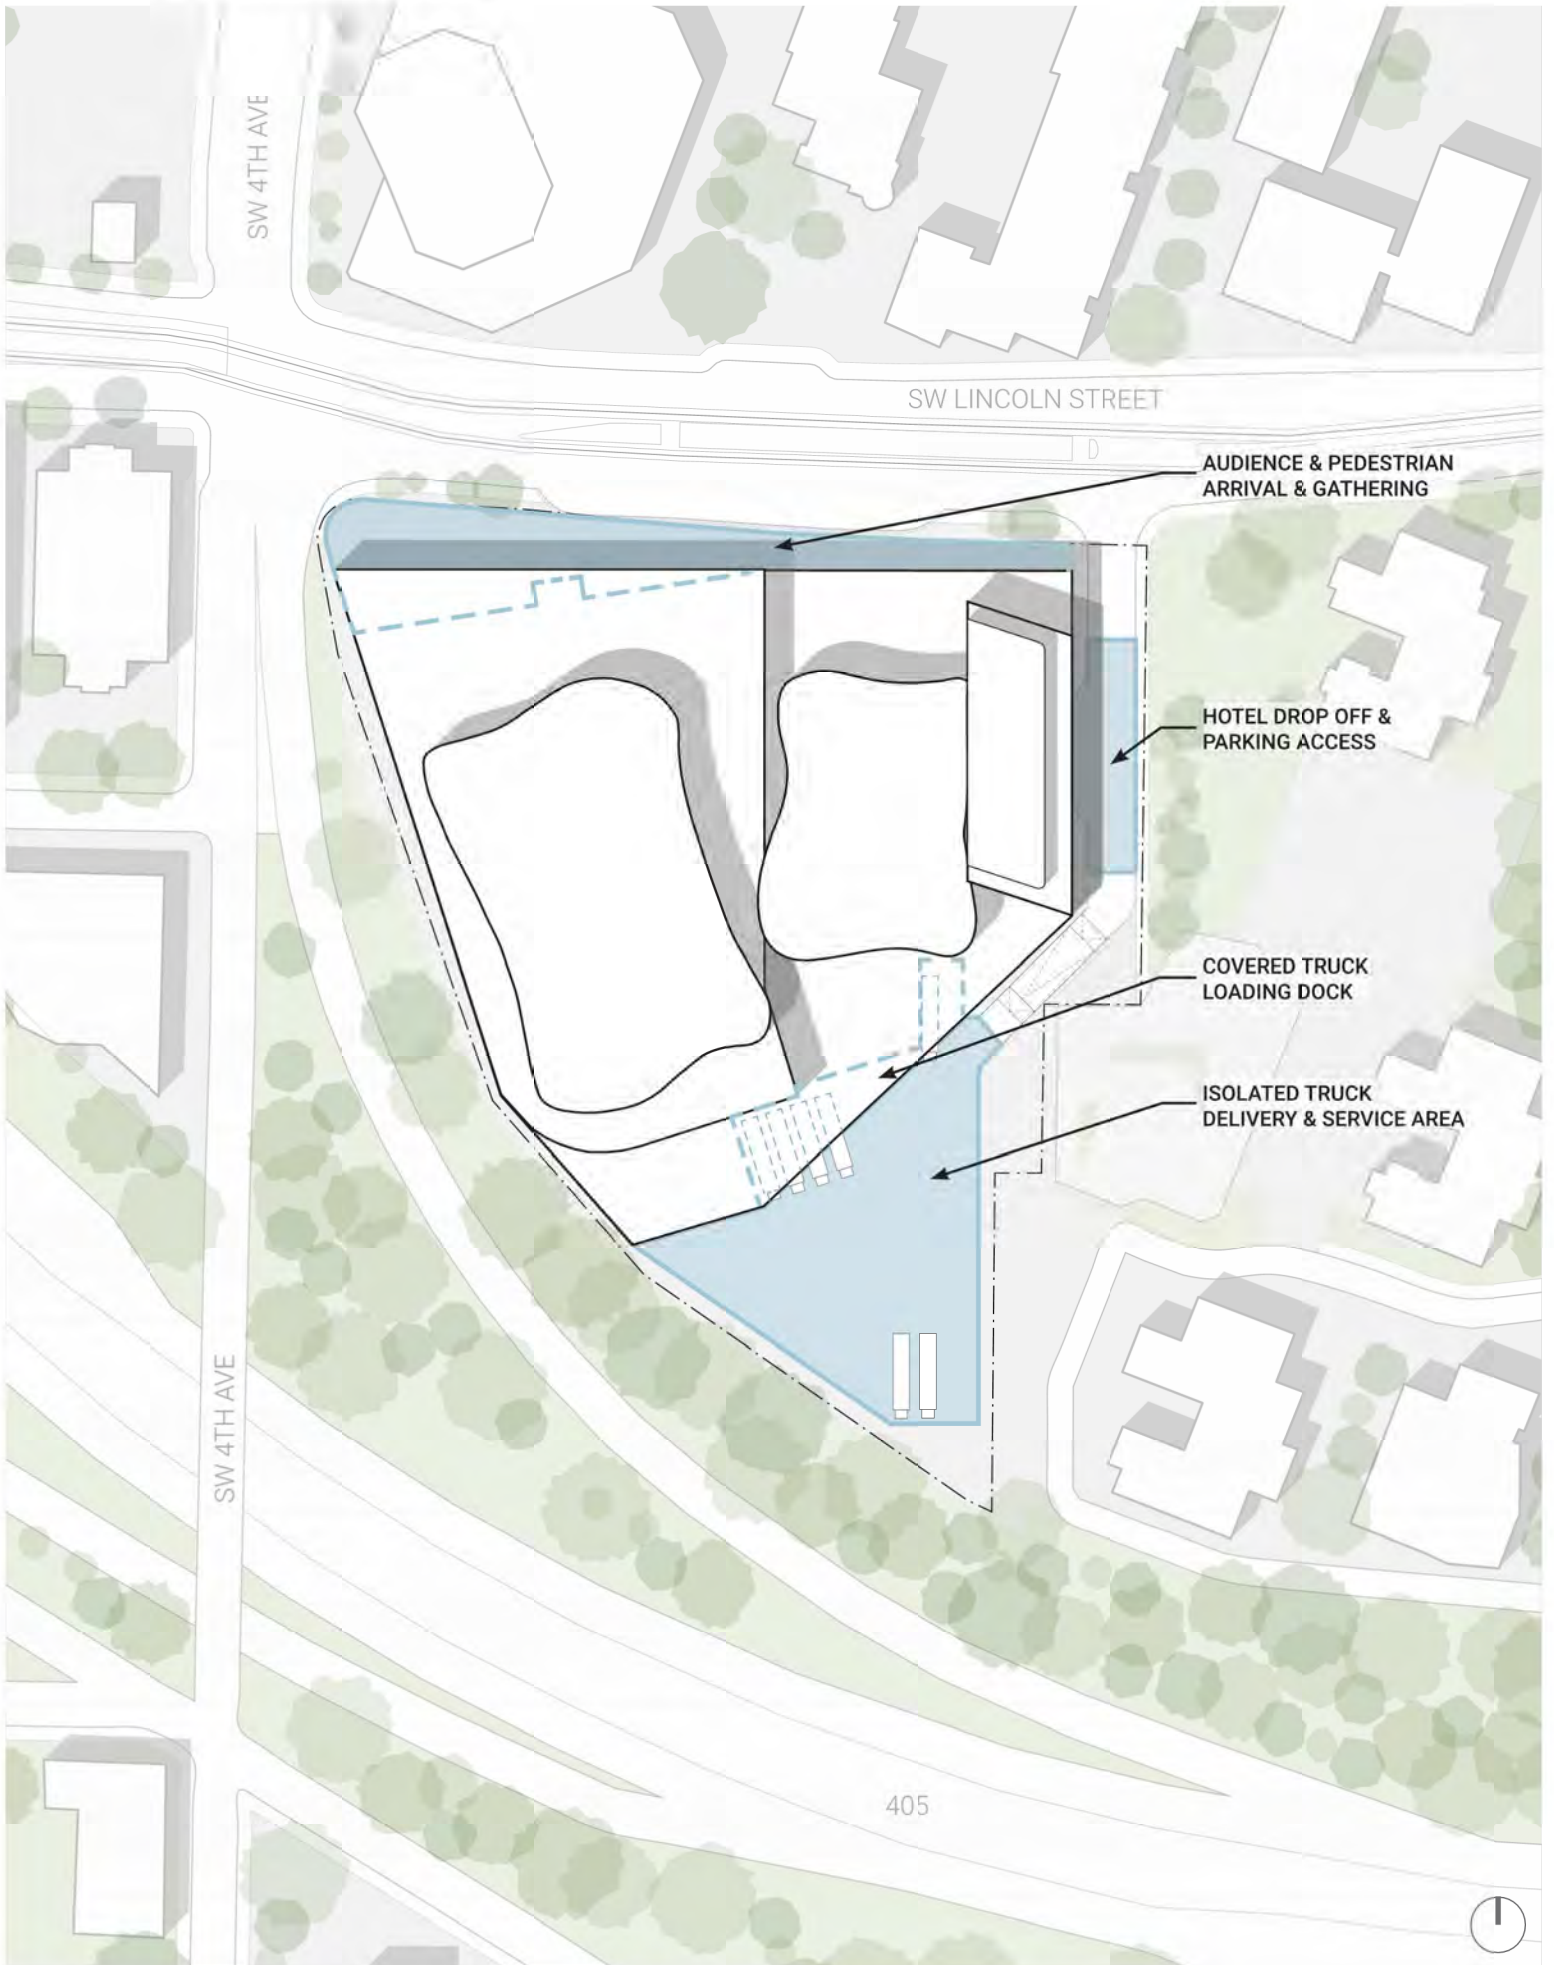 SW 4TH AVE
SW LINCOLN STREET
AUDIENCE & PEDESTRIAN
ARRIVAL & GATHERING
HOTEL DROP OFF &
PARKING ACCESS
COVERED TRUCK
LOADING DOCK
ISOLATED TRUCK
DELIVERY & SERVICE AREA
SW 4TH AVE
405